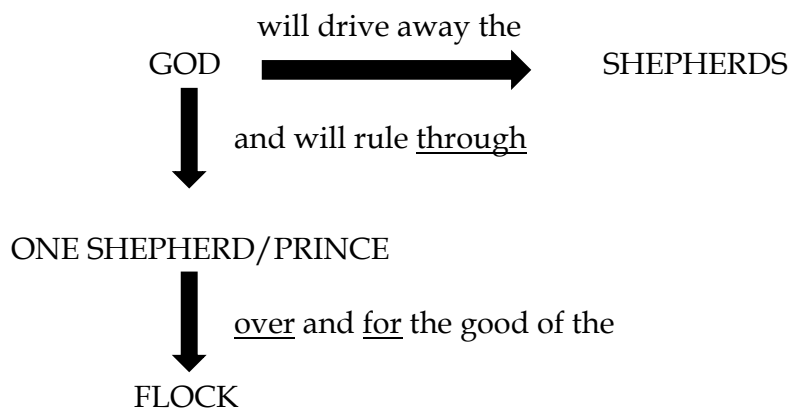 will drive away the
GOD SHEPHERDS
and will rule through
ONE SHEPHERD/PRINCE
over and for the good of the
FLOCK